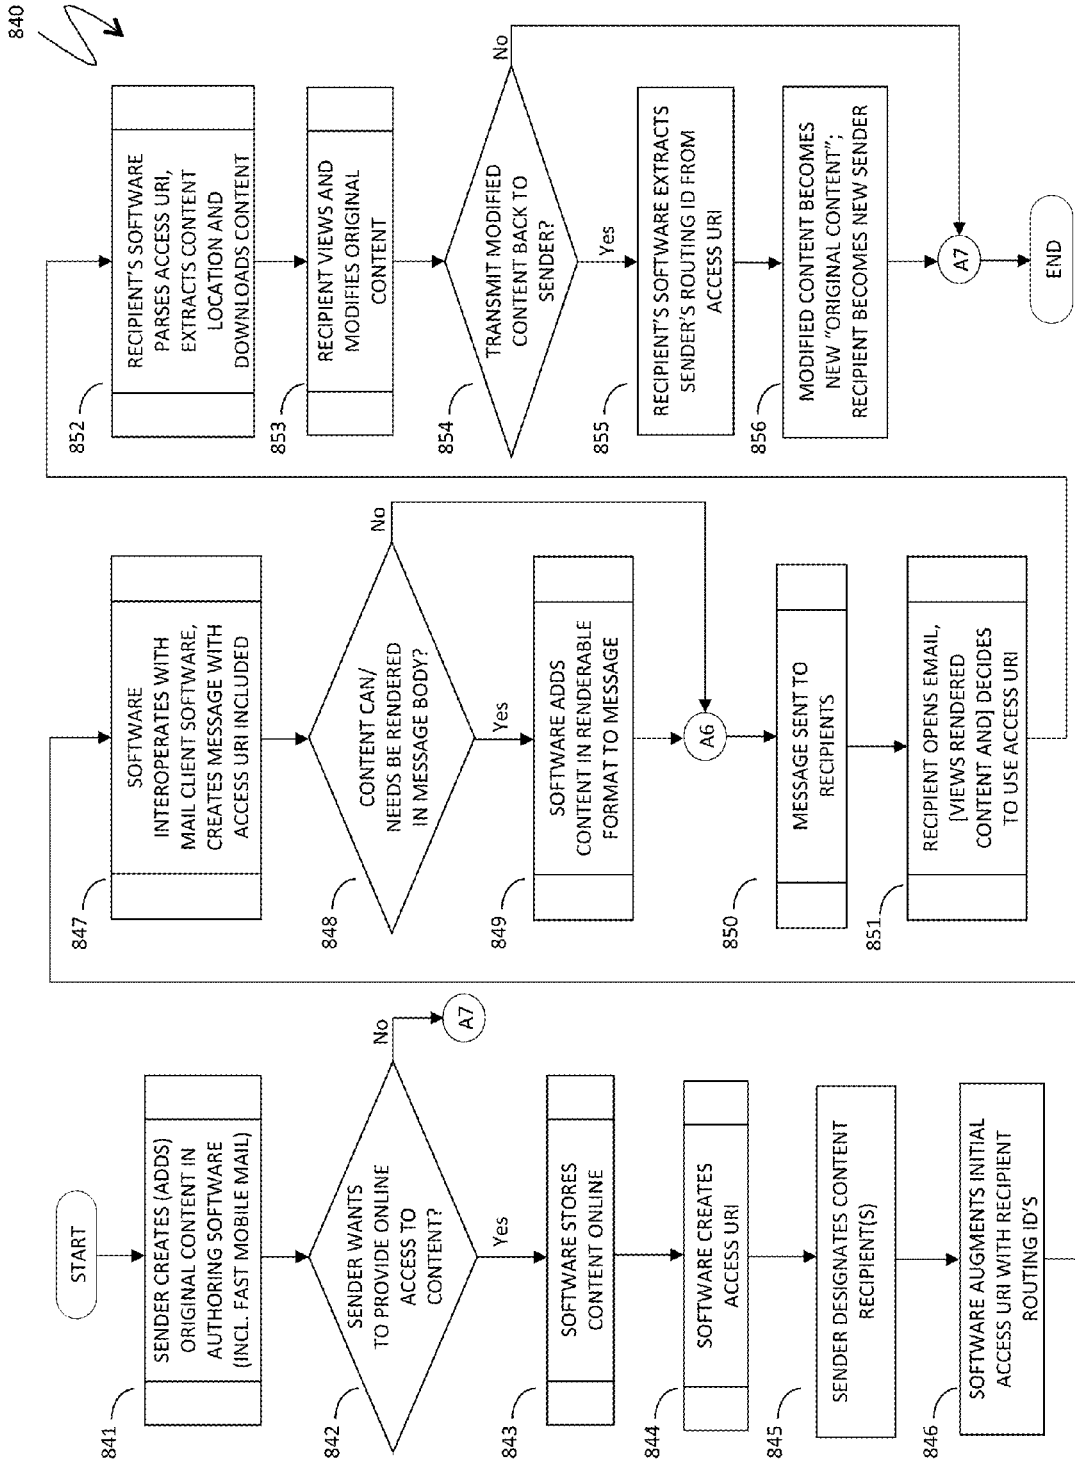 840
START
841
SENDER CREATES (ADDS)
ORIGINAL CONTENT IN
AUTHORING SOFTWARE
(INCL. FAST MOBILE MAIL)
842
SENDER WANTS
TO PROVIDE ONLINE
ACCESS TO
CONTENT?
No
A7
Yes
843
SOFTWARE STORES
CONTENT ONLINE
844
SOFTWARE CREATES
ACCESS URI
845
SENDER DESIGNATES CONTENT
RECIPIENT(S)
846
SOFTWARE AUGMENTS INITIAL
ACCESS URI WITH RECIPIENT
ROUTING ID'S
847
SOFTWARE
INTEROPERATES WITH
MAIL CLIENT SOFTWARE,
CREATES MESSAGE WITH
ACCESS URI INCLUDED
848
CONTENT CAN/
NEEDS BE RENDERED
IN MESSAGE BODY?
No
Yes
849
SOFTWARE ADDS
CONTENT IN RENDERABLE
FORMAT TO MESSAGE
A6
850
MESSAGE SENT TO
RECIPIENTS
851
RECIPIENT OPENS EMAIL,
[VIEWS RENDERED
CONTENT AND] DECIDES
TO USE ACCESS URI
852
RECIPIENT'S SOFTWARE
PARSES ACCESS URI,
EXTRACTS CONTENT
LOCATION AND
DOWNLOADS CONTENT
853
RECIPIENT VIEWS AND
MODIFIES ORIGINAL
CONTENT
854
TRANSMIT MODIFIED
CONTENT BACK TO
SENDER?
No
Yes
855
RECIPIENT'S SOFTWARE EXTRACTS
SENDER'S ROUTING ID FROM
ACCESS URI
856
MODIFIED CONTENT BECOMES
NEW "ORIGINAL CONTENT";
RECIPIENT BECOMES NEW SENDER
A7
END